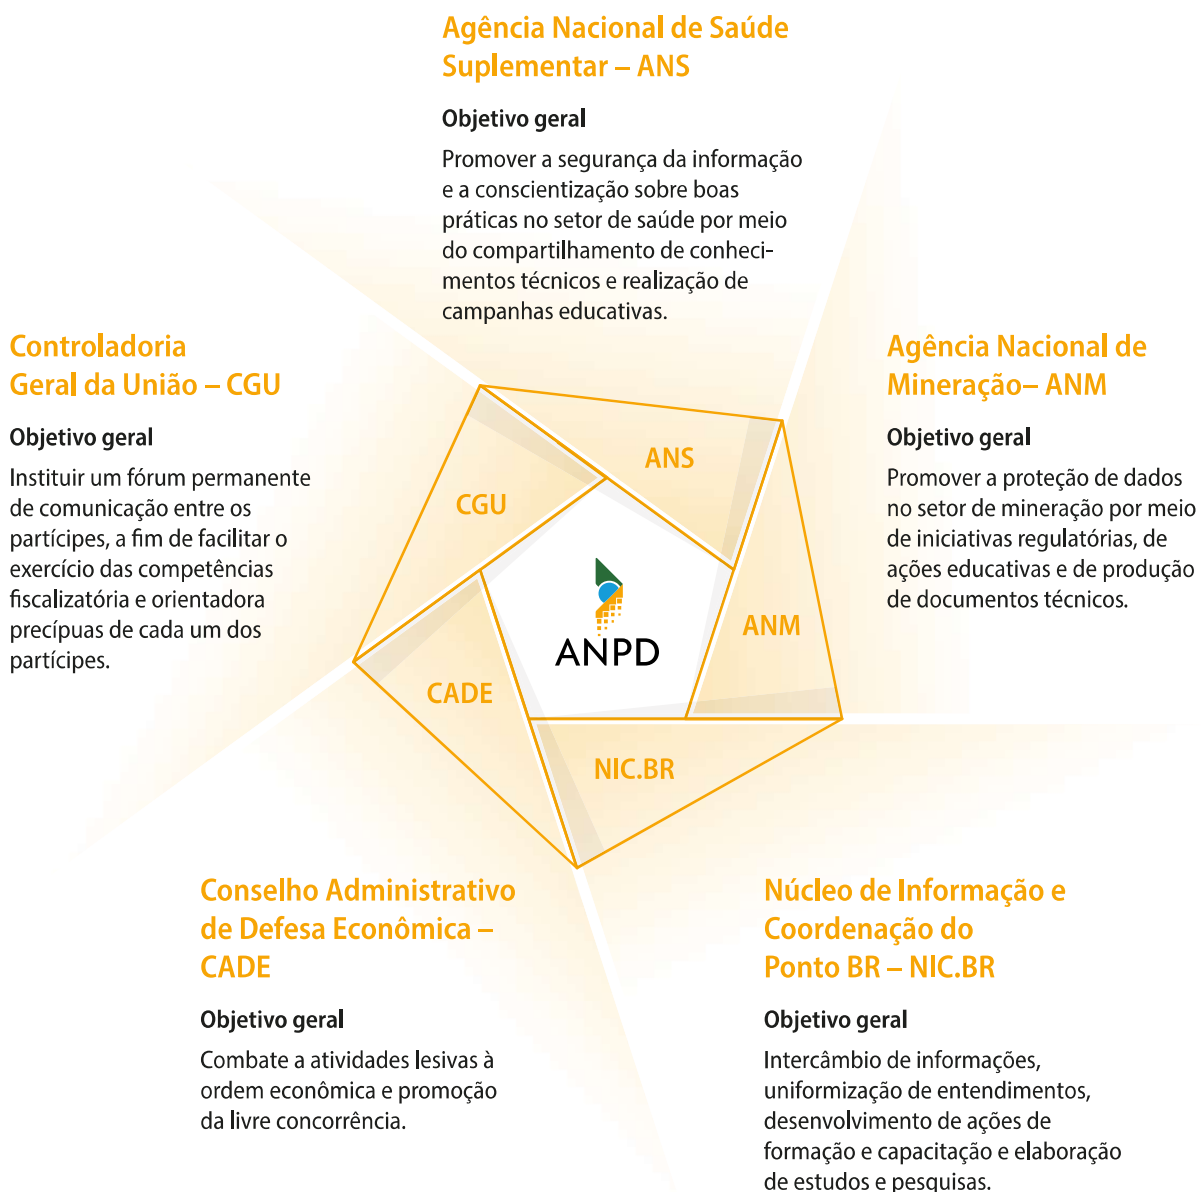 Agência Nacional de Saúde
Suplementar – ANS
Objetivo geral
Promover a segurança da informação
e a conscientização sobre boas
práticas no setor de saúde por meio
do compartilhamento de conheci-
mentos técnicos e realização de
campanhas educativas.
Controladoria
Geral da União – CGU
Objetivo geral
Instituir um fórum permanente
de comunicação entre os
partícipes, a fim de facilitar o
exercício das competências
fiscalizatória e orientadora
precípuas de cada um dos
partícipes.
Agência Nacional de
Mineração– ANM
Objetivo geral
Promover a proteção de dados
no setor de mineração por meio
de iniciativas regulatórias, de
ações educativas e de produção
de documentos técnicos.
ANS
CGU
ANM
ANPD
CADE
NIC.BR
Conselho Administrativo
de Defesa Econômica –
CADE
Objetivo geral
Combate a atividades lesivas à
ordem econômica e promoção
da livre concorrência.
Núcleo de Informação e
Coordenação do
Ponto BR – NIC.BR
Objetivo geral
Intercâmbio de informações,
uniformização de entendimentos,
desenvolvimento de ações de
formação e capacitação e elaboração
de estudos e pesquisas.